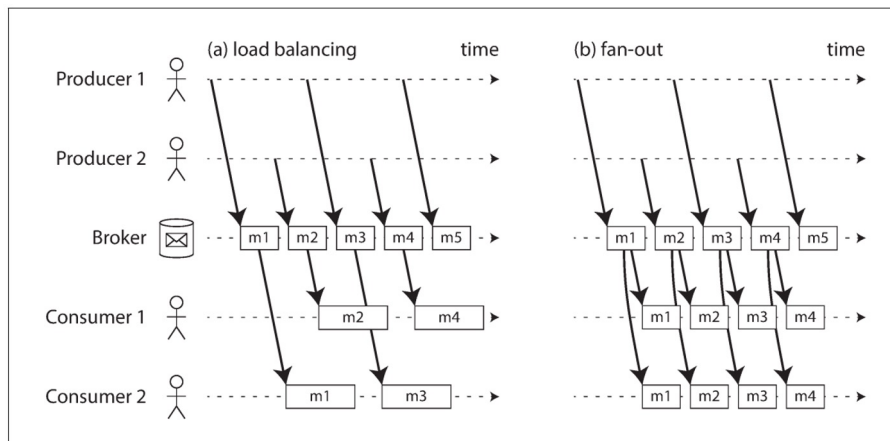 (a) load balancing time (b) fan-out time
Producer 1
Producer 2
Broker m1 m2 m3 m4 m5 m1 m2 m3 m4 m5
Consumer 1 m2 m4 m1 m2 m3 m4
Consumer 2 m1 m3 m1 m2 m3 m4